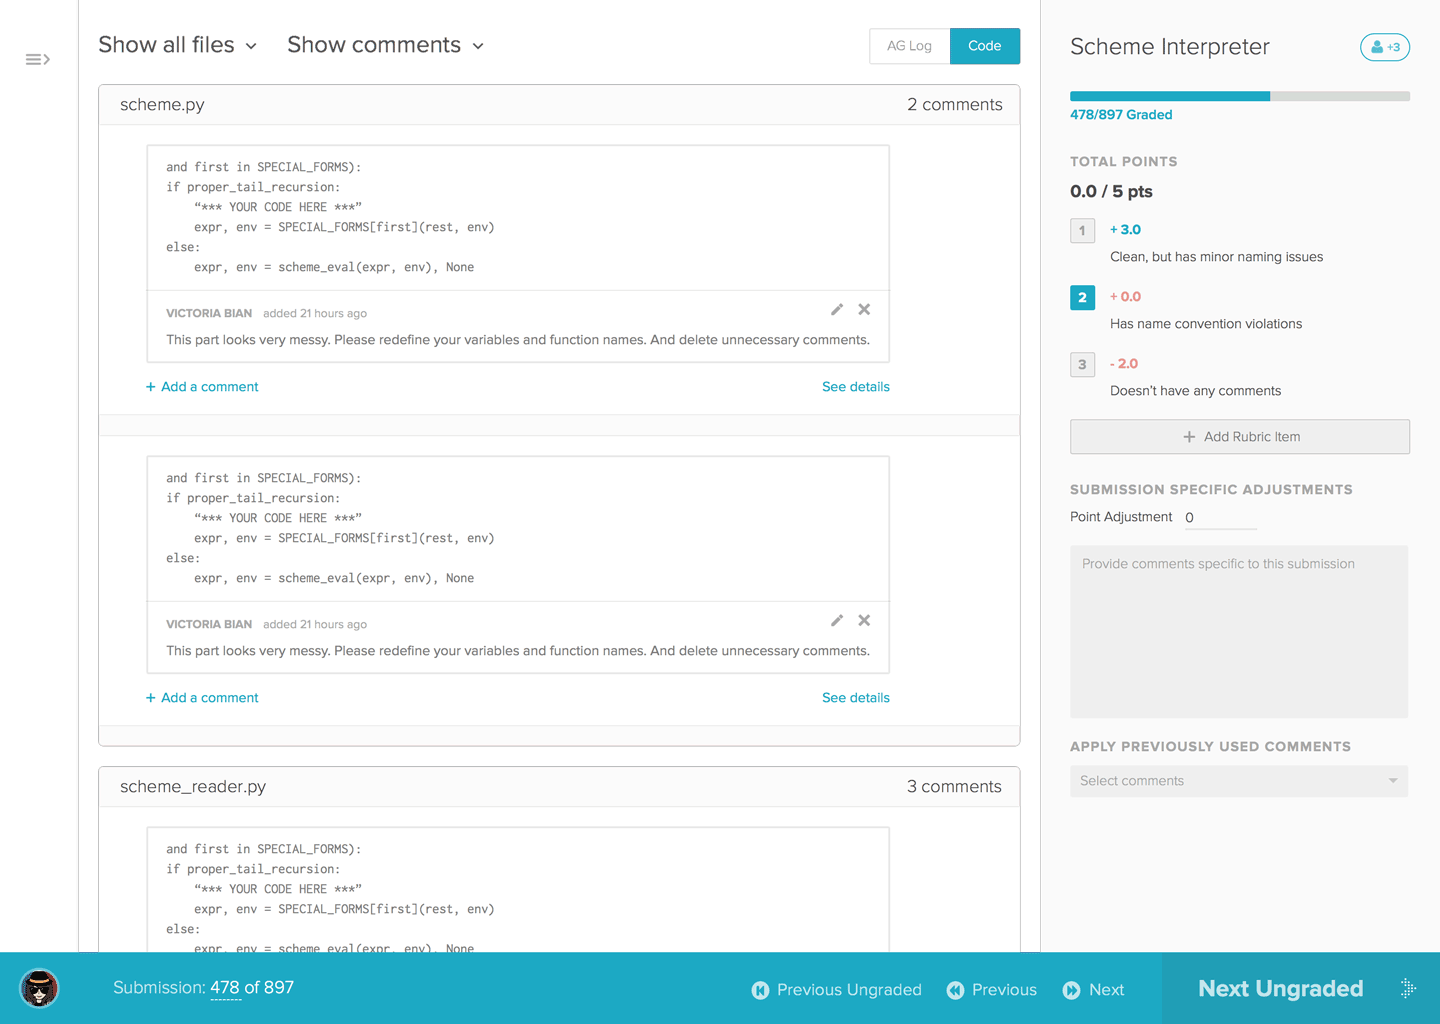 Show all files
Show comments
AG Log
Code
scheme.py
2 comments
and first in SPECIAL_FORMS):
if proper_tail_recursion:
“*** YOUR CODE HERE ***”
expr, env = SPECIAL_FORMS[first](rest, env)
else:
expr, env = scheme_eval(expr, env), None
VICTORIA BIAN added 21 hours ago
This part looks very messy. Please redefine your variables and function names. And delete unnecessary comments.
+ Add a comment
See details
and first in SPECIAL_FORMS):
if proper_tail_recursion:
“*** YOUR CODE HERE ***”
expr, env = SPECIAL_FORMS[first](rest, env)
else:
expr, env = scheme_eval(expr, env), None
VICTORIA BIAN added 21 hours ago
This part looks very messy. Please redefine your variables and function names. And delete unnecessary comments.
+ Add a comment
See details
scheme_reader.py
3 comments
and first in SPECIAL_FORMS):
if proper_tail_recursion:
“*** YOUR CODE HERE ***”
expr, env = SPECIAL_FORMS[first](rest, env)
else:
expr, env = scheme_eval(expr, env), None
Scheme Interpreter
+3
478/897 Graded
TOTAL POINTS
0.0 / 5 pts
1 + 3.0
Clean, but has minor naming issues
2 + 0.0
Has name convention violations
3 - 2.0
Doesn’t have any comments
+ Add Rubric Item
SUBMISSION SPECIFIC ADJUSTMENTS
Point Adjustment 0
Provide comments specific to this submission
APPLY PREVIOUSLY USED COMMENTS
Select comments
Submission: 478 of 897
Previous Ungraded
Previous
Next
Next Ungraded